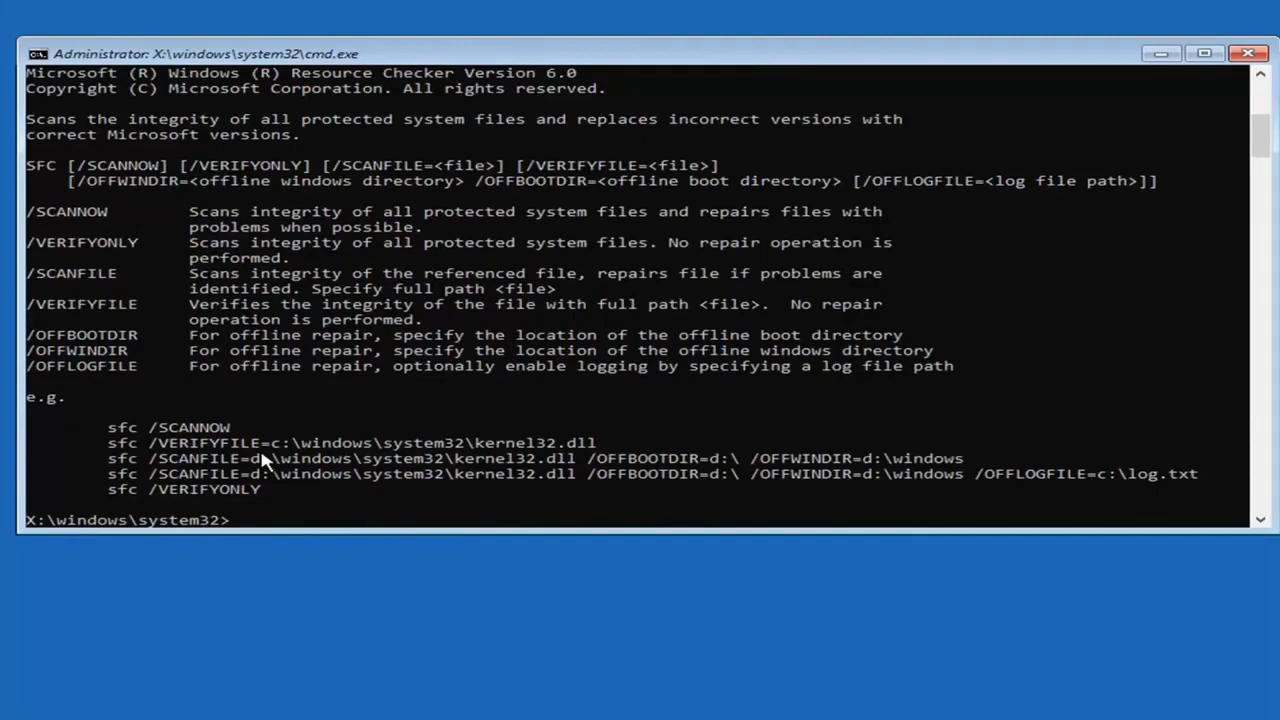 Administrator: X:\windows\system32\cmd.exe
Microsoft (R) Windows (R) Resource Checker Version 6.0
Copyright (C) Microsoft Corporation. All rights reserved.
Scans the integrity of all protected system files and replaces incorrect versions with
correct Microsoft versions.
SFC [/SCANNOW] [/VERIFYONLY] [/SCANFILE=<file>] [/VERIFYFILE=<file>]
[/OFFWINDIR=<offline windows directory> /OFFBOOTDIR=<offline boot directory> [/OFFLOGFILE=<log file path>]]
/SCANNOW Scans integrity of all protected system files and repairs files with
problems when possible.
/VERIFYONLY Scans integrity of all protected system files. No repair operation is
performed.
/SCANFILE Scans integrity of the referenced file, repairs file if problems are
identified. Specify full path <file>
/VERIFYFILE Verifies the integrity of the file with full path <file>. No repair
operation is performed.
/OFFBOOTDIR For offline repair, specify the location of the offline boot directory
/OFFWINDIR For offline repair, specify the location of the offline windows directory
/OFFLOGFILE For offline repair, optionally enable logging by specifying a log file path
e.g.
sfc /SCANNOW
sfc /VERIFYFILE=c:\windows\system32\kernel32.dll
sfc /SCANFILE=d:\windows\system32\kernel32.dll /OFFBOOTDIR=d:\ /OFFWINDIR=d:\windows
sfc /SCANFILE=d:\windows\system32\kernel32.dll /OFFBOOTDIR=d:\ /OFFWINDIR=d:\windows /OFFLOGFILE=c:\log.txt
sfc /VERIFYONLY
X:\windows\system32>